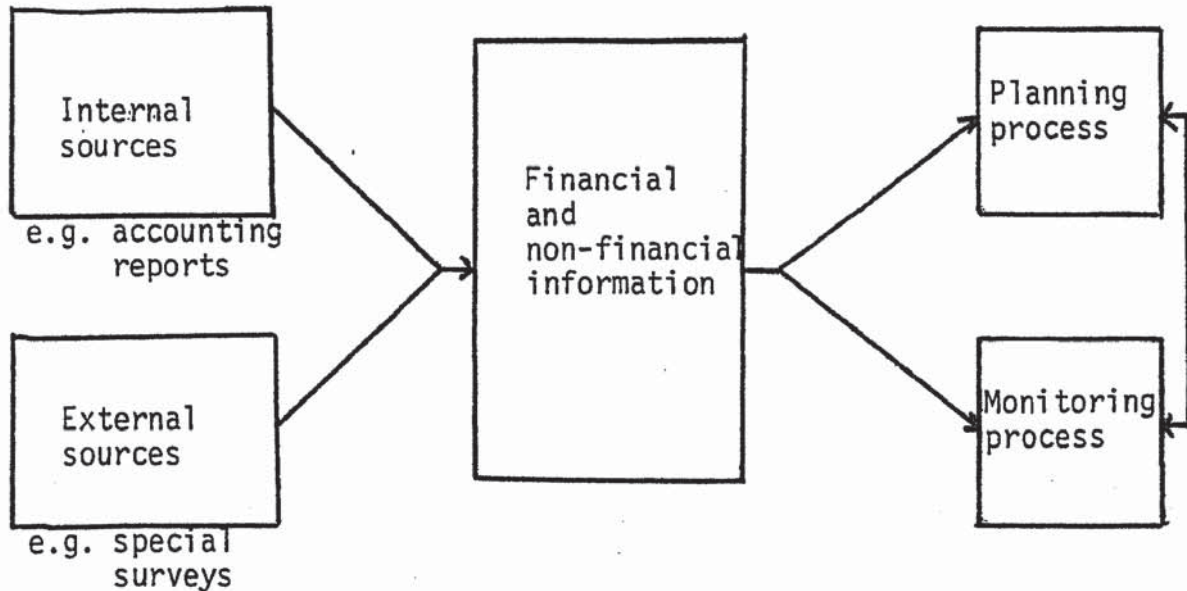 Internal
sources
e.g. accounting
reports
External
sources
e.g. special
surveys
Financial
and
non-financial
information
Planning
process
Monitoring
process